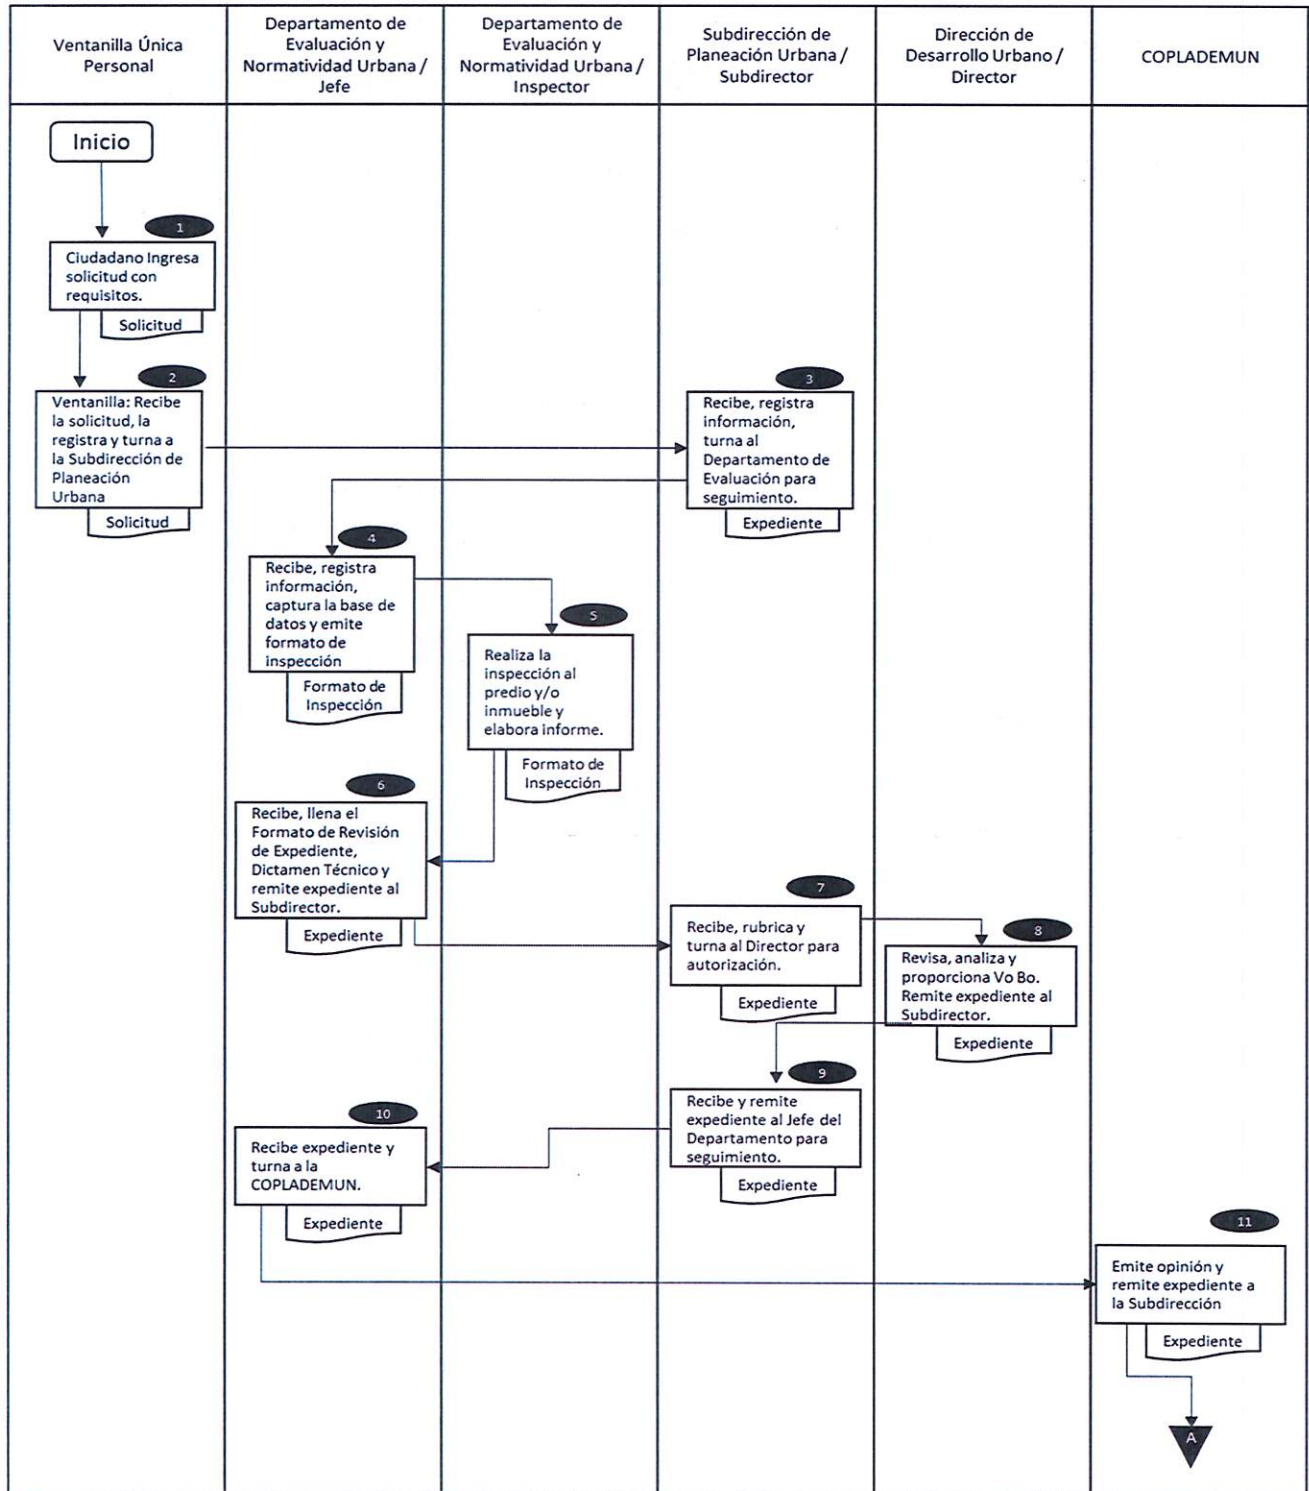 Ventanilla Única
Personal
Departamento de
Evaluación y
Normatividad Urbana /
Jefe
Departamento de
Evaluación y
Normatividad Urbana /
Inspector
Subdirección de
Planeación Urbana /
Subdirector
Dirección de
Desarrollo Urbano /
Director
COPLADEMUN
Inicio
1
Ciudadano Ingresa
solicitud con
requisitos.
Solicitud
2
Ventanilla: Recibe
la solicitud, la
registra y turna a
la Subdirección de
Planeación
Urbana
Solicitud
3
Recibe, registra
información,
turna al
Departamento de
Evaluación para
seguimiento.
Expediente
4
Recibe, registra
información,
captura la base de
datos y emite
formato de
inspección
Formato de
Inspección
5
Realiza la
inspección al
predio y/o
inmueble y
elabora informe.
Formato de
Inspección
6
Recibe, llena el
Formato de Revisión
de Expediente,
Dictamen Técnico y
remite expediente al
Subdirector.
Expediente
7
Recibe, rubrica y
turna al Director para
autorización.
Expediente
8
Revisa, analiza y
proporciona Vo Bo.
Remite expediente al
Subdirector.
Expediente
9
Recibe y remite
expediente al Jefe del
Departamento para
seguimiento.
Expediente
10
Recibe expediente y
turna a la
COPLADEMUN.
Expediente
11
Emite opinión y
remite expediente a
la Subdirección
Expediente
A